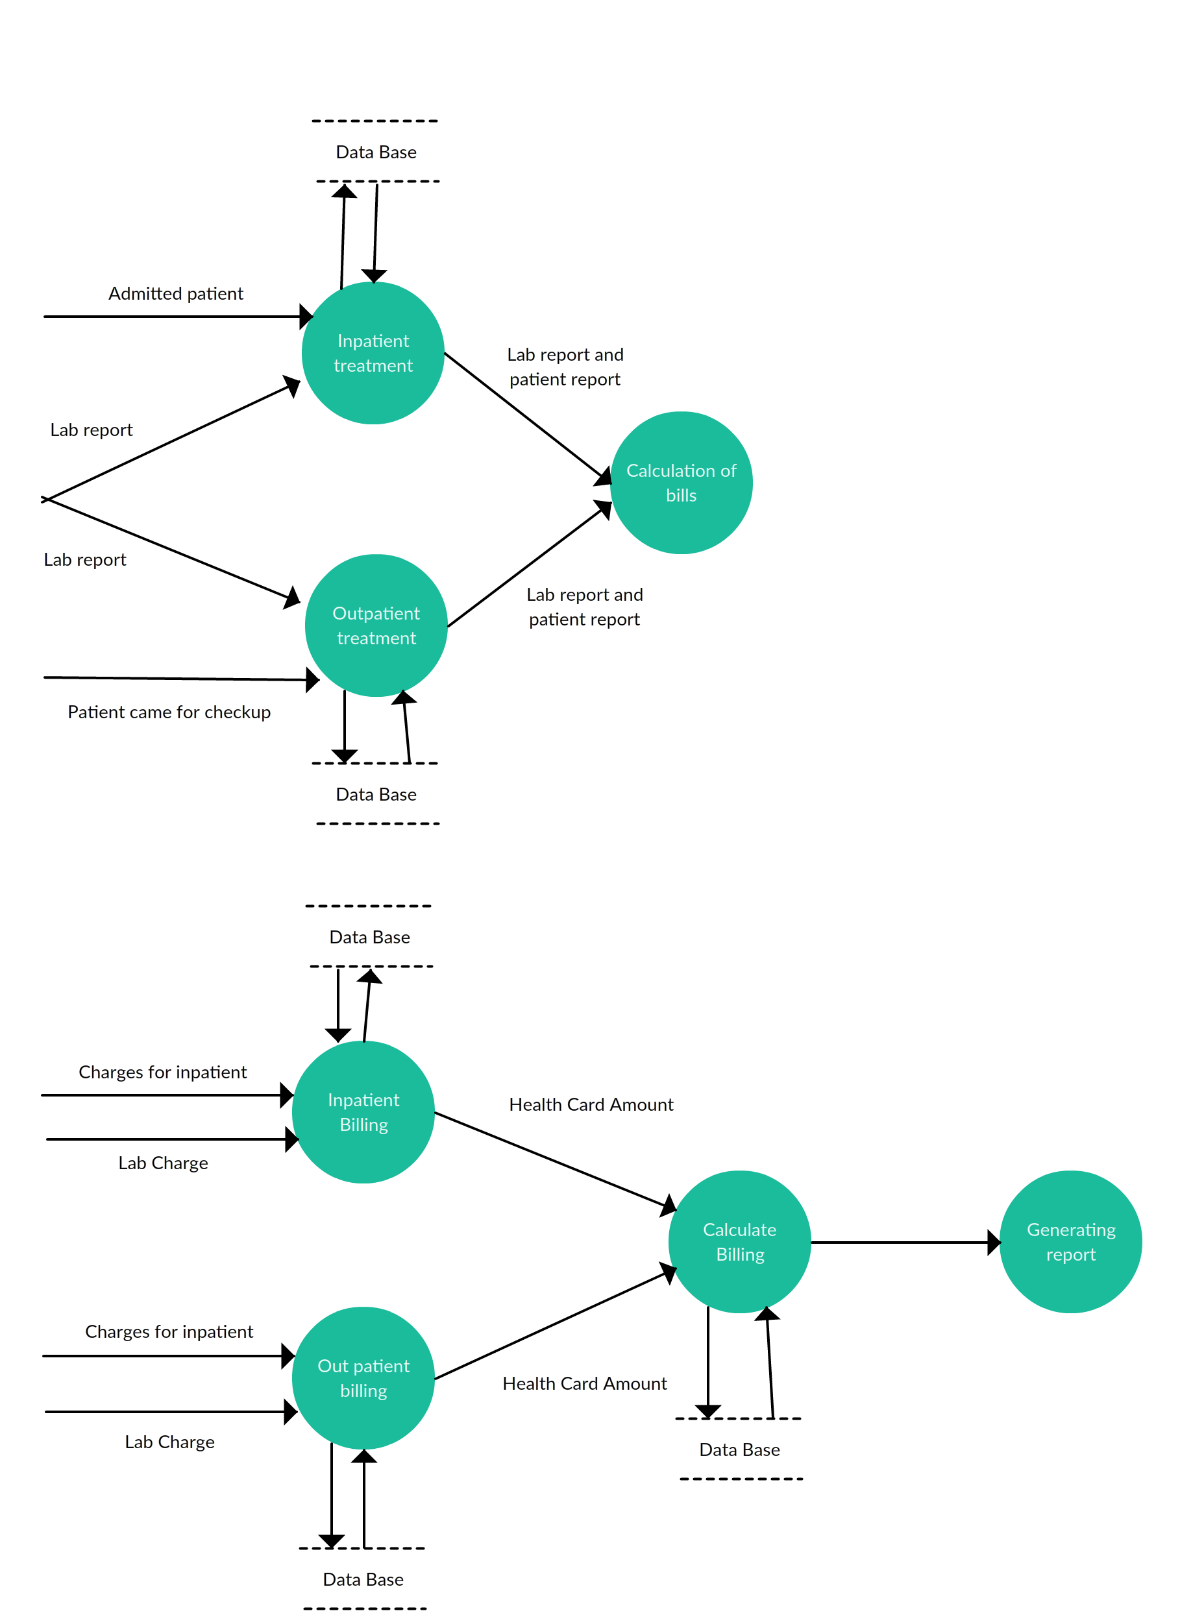 Data Base
Admitted patient
Inpatient
treatment
Lab report and
patient report
Lab report
Calculation of
bills
Lab report
Lab report and
patient report
Outpatient
treatment
Patient came for checkup
Data Base
Data Base
Charges for inpatient
Inpatient
Billing
Health Card Amount
Lab Charge
Calculate
Billing
Generating
report
Charges for inpatient
Out patient
billing
Health Card Amount
Lab Charge
Data Base
Data Base